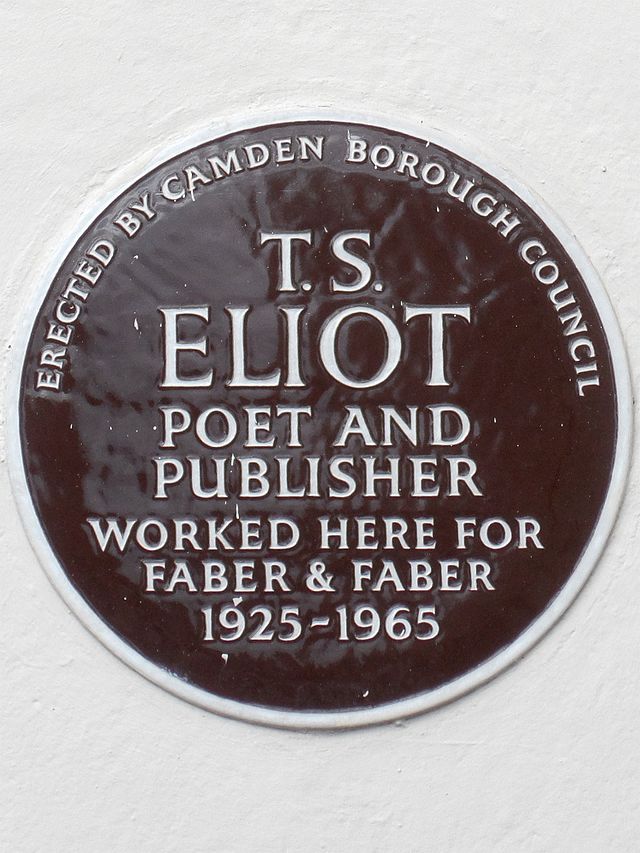 ERECTED BY CAMDEN BOROUGH COUNCIL
T. S.
ELIOT
POET AND
PUBLISHER
WORKED HERE FOR
FABER & FABER
1925-1965